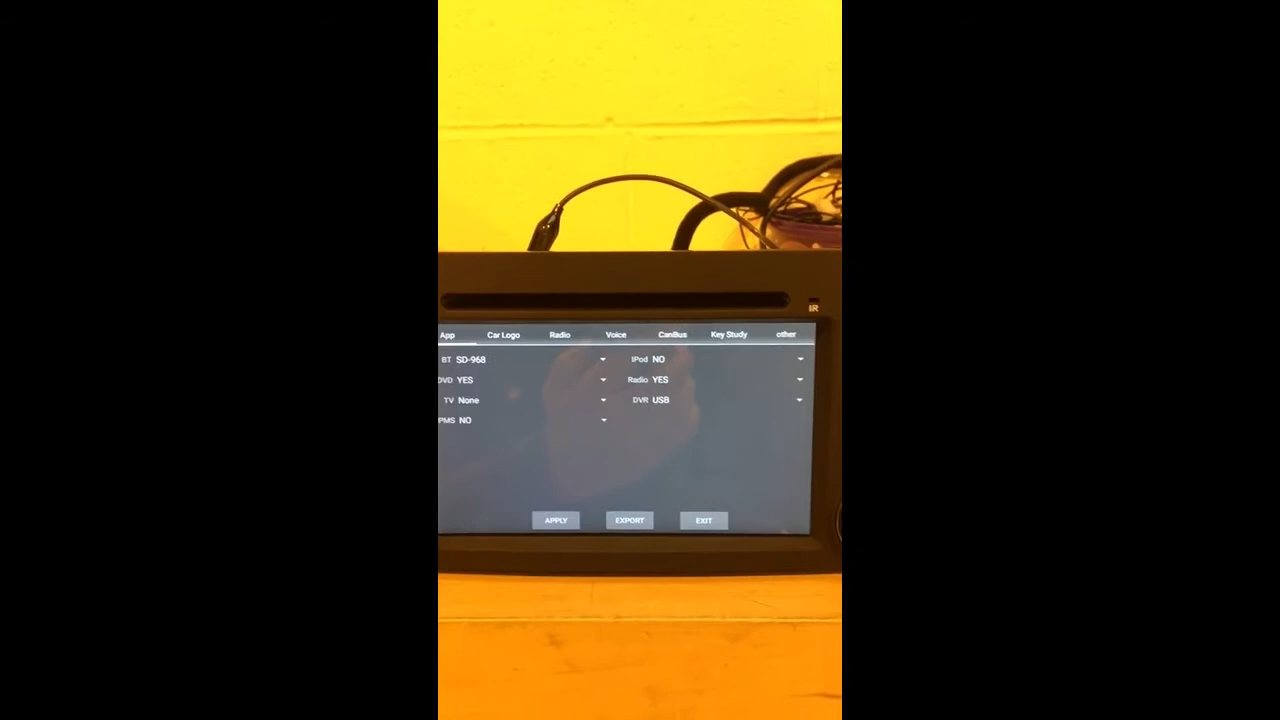 IR
App Car Logo Radio Voice CanBus Key Study other
BT SD-968 iPod NO
DVD YES Radio YES
TV None DVR USB
PMS NO
APPLY EXPORT EXIT